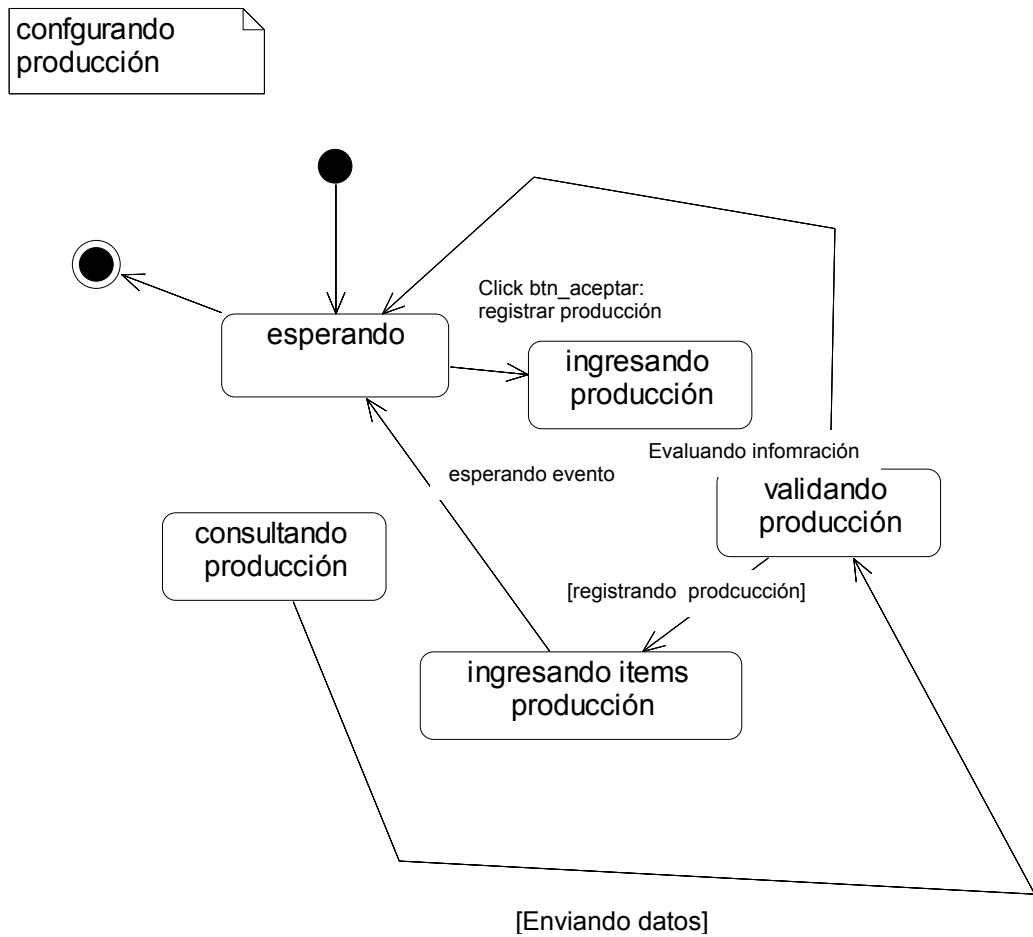 confgurando
producción
Click btn_aceptar:
registrar producción
esperando
ingresando
producción
Evaluando infomración
esperando evento
validando
producción
consultando
producción
[registrando prodcucción]
ingresando items
producción
[Enviando datos]